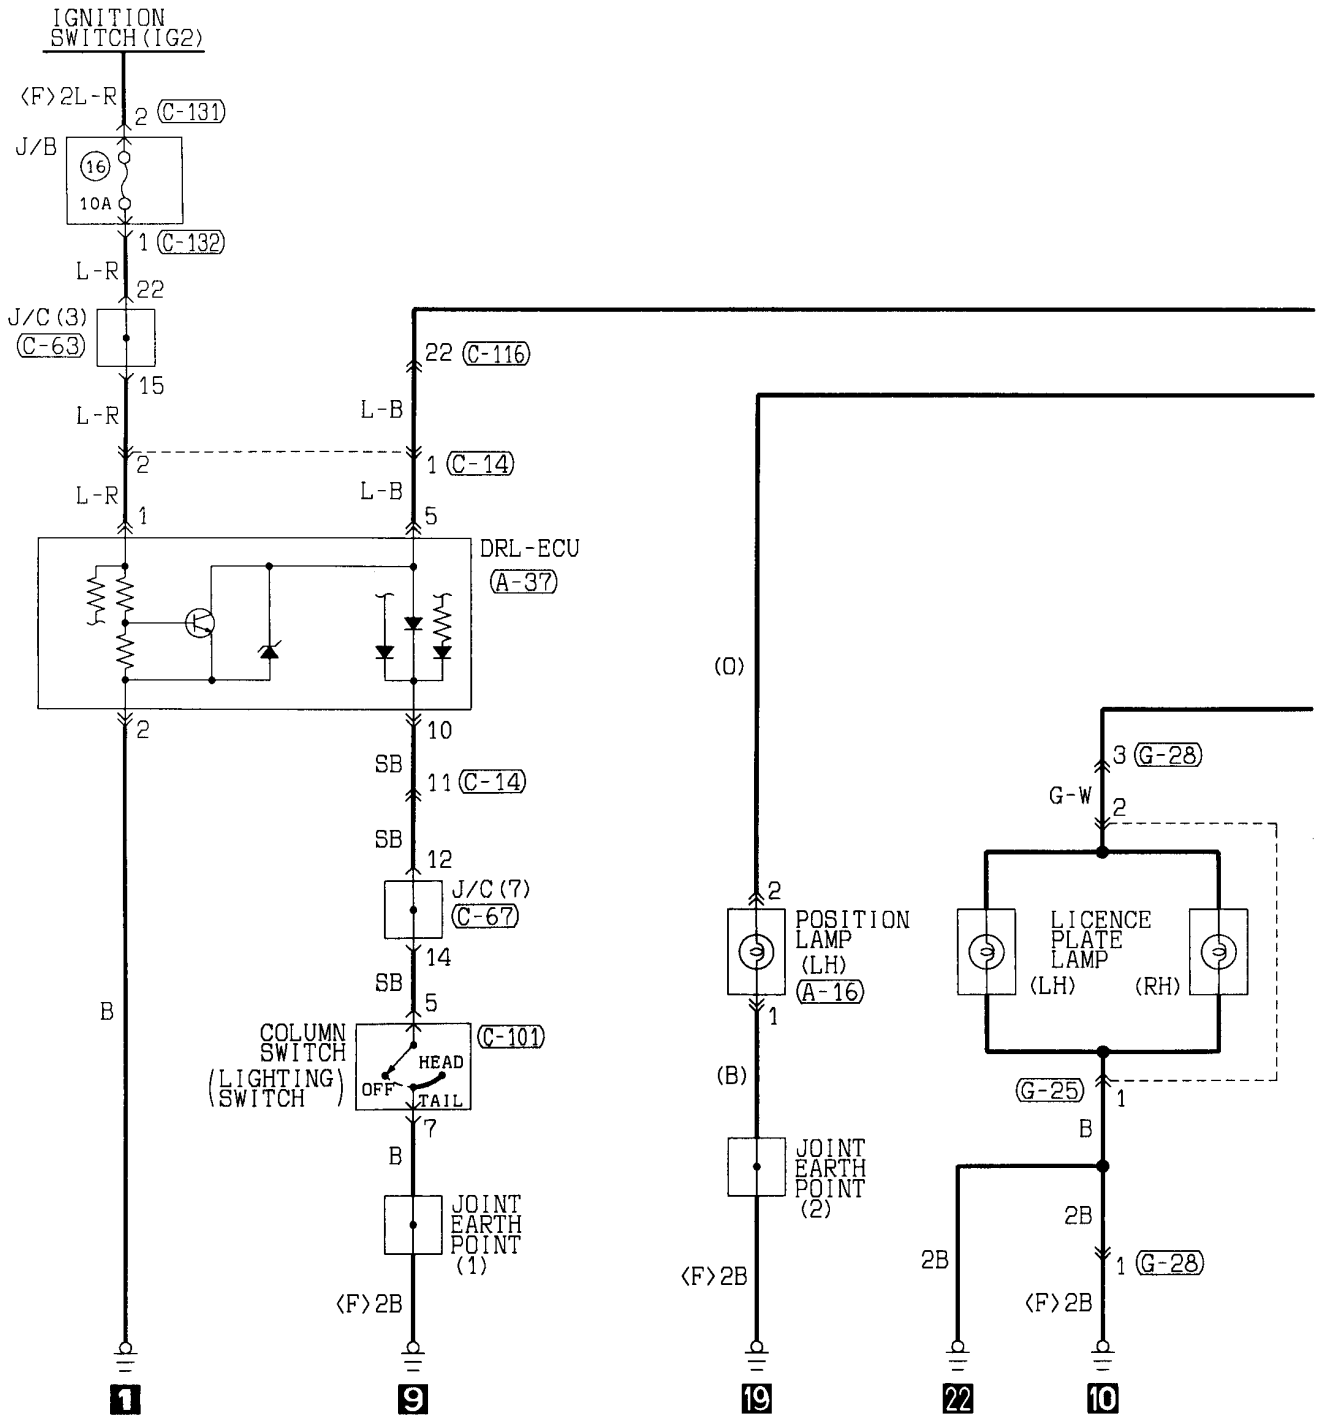 IGNITION
SWITCH(IG2)
<F>2L-R
2 C-131
J/B
16
10A
1 C-132
L-R
22
J/C(3)
C-63
15
22 C-116
L-R
L-B
2
1 C-14
L-R
L-B
1
5
DRL-ECU
A-37
2
10
SB
11 C-14
SB
12
J/C(7)
C-67
14
SB
5
B
COLUMN
SWITCH
(LIGHTING
SWITCH)
C-101
HEAD
OFF
TAIL
7
B
JOINT
EARTH
POINT
(1)
<F>2B
(O)
2
POSITION
LAMP
(LH)
A-16
1
(B)
JOINT
EARTH
POINT
(2)
<F>2B
3 G-28
G-W
2
LICENCE
PLATE
LAMP
(LH)
(RH)
G-25
1
B
2B
2B
1 G-28
<F>2B
1
9
19
22
10